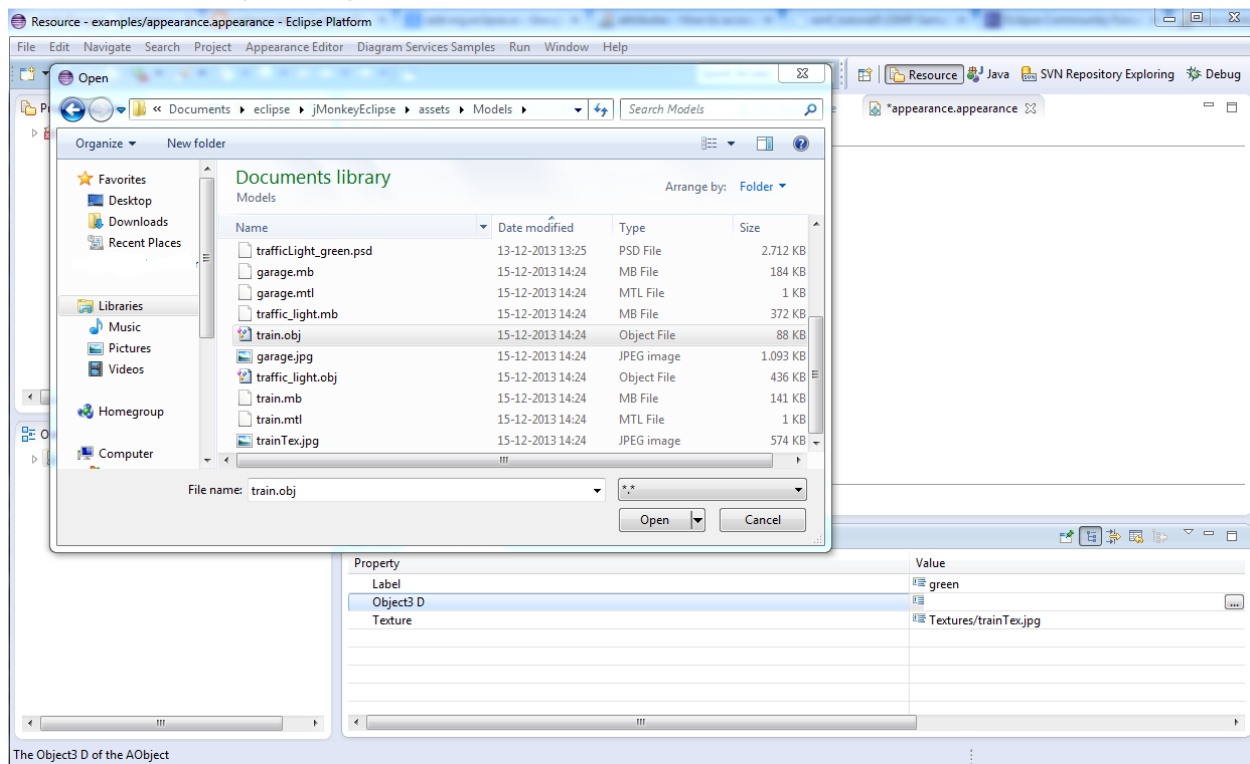 Resource - examples/appearance.appearance - Eclipse Platform
File Edit Navigate Search Project Appearance Editor Diagram Services Samples Run Window Help
Open
Resource Java SVN Repository Exploring Debug
« Documents eclipse jMonkeyEclipse assets Models Search Models
*appearance.appearance
Organize New folder
Favorites
Desktop
Downloads
Recent Places
Libraries
Music
Pictures
Videos
Homegroup
Computer
Documents library
Models
Arrange by: Folder
Name Date modified Type Size
trafficLight_green.psd 13-12-2013 13:25 PSD File 2.712 KB
garage.mb 15-12-2013 14:24 MB File 184 KB
garage.mtl 15-12-2013 14:24 MTL File 1 KB
traffic_light.mb 15-12-2013 14:24 MB File 372 KB
train.obj 15-12-2013 14:24 Object File 88 KB
garage.jpg 15-12-2013 14:24 JPEG image 1.093 KB
traffic_light.obj 15-12-2013 14:24 Object File 436 KB
train.mb 15-12-2013 14:24 MB File 141 KB
train.mtl 15-12-2013 14:24 MTL File 1 KB
trainTex.jpg 15-12-2013 14:24 JPEG image 574 KB
File name: train.obj *.*
Open Cancel
Property Value
Label green
Object3 D ...
Texture Textures/trainTex.jpg
The Object3 D of the AObject